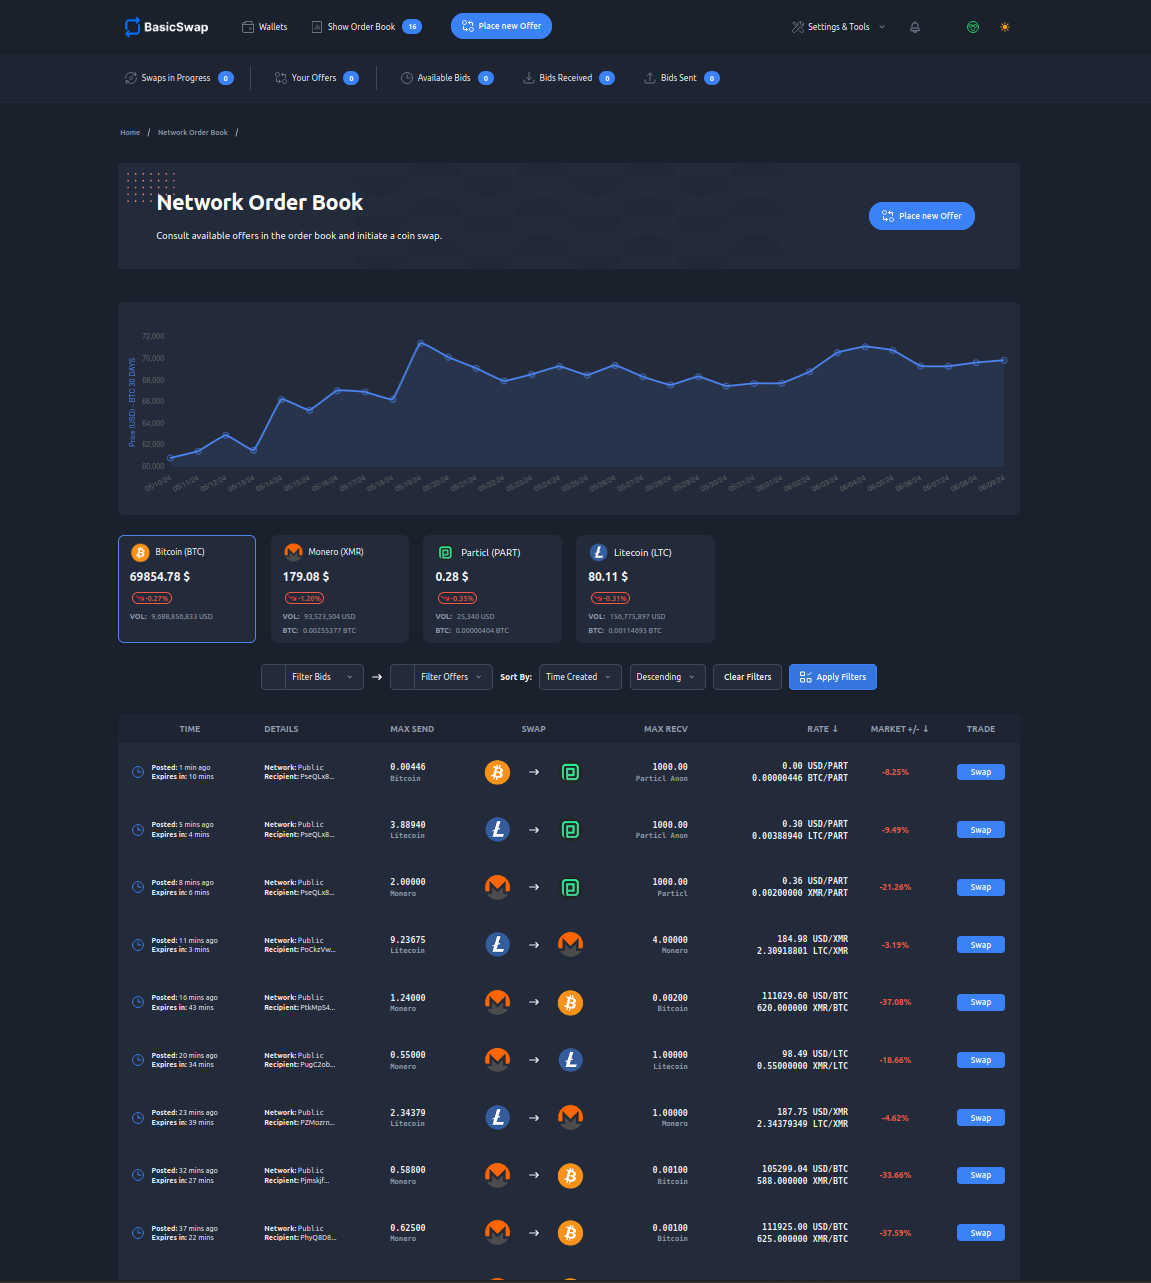 BasicSwap Wallets Show Order Book 16 Place new Offer Settings & Tools
Swaps in Progress 0 Your Offers 0 Available Bids 0 Bids Received 0 Bids Sent 0
Home / Network Order Book /
Network Order Book
Consult available offers in the order book and initiate a coin swap.
Place new Offer
Price (USD) - BTC 30 DAYS
72,000
70,000
68,000
66,000
64,000
62,000
60,000
05/10/24 05/11/24 05/12/24 05/13/24 05/14/24 05/15/24 05/16/24 05/17/24 05/18/24 05/19/24 05/20/24 05/21/24 05/22/24 05/23/24 05/24/24 05/25/24 05/26/24 05/27/24 05/28/24 05/29/24 05/30/24 05/31/24 06/01/24 06/02/24 06/03/24 06/04/24 06/05/24 06/06/24 06/07/24 06/08/24 06/09/24
Bitcoin (BTC)
69854.78 $
-0.27%
VOL: 9,688,856,833 USD
Monero (XMR)
179.08 $
-1.20%
VOL: 93,523,504 USD
BTC: 0.00255377 BTC
Particl (PART)
0.28 $
-0.35%
VOL: 25,340 USD
BTC: 0.00000404 BTC
Litecoin (LTC)
80.11 $
-0.31%
VOL: 156,775,897 USD
BTC: 0.00114693 BTC
Filter Bids → Filter Offers Sort By: Time Created Descending Clear Filters Apply Filters
TIME DETAILS MAX SEND SWAP MAX RECV RATE ↓ MARKET +/- ↓ TRADE
Posted: 1 min ago Network: Public 0.00446 → 1000.00 0.00 USD/PART -8.25% Swap
Expires in: 10 mins Recipient: PseQLx8... Bitcoin Particl Anon 0.00000446 BTC/PART
Posted: 5 mins ago Network: Public 3.88940 → 1000.00 0.30 USD/PART -9.49% Swap
Expires in: 4 mins Recipient: PseQLx8... Litecoin Particl Anon 0.00388940 LTC/PART
Posted: 8 mins ago Network: Public 2.00000 → 1000.00 0.36 USD/PART -21.26% Swap
Expires in: 6 mins Recipient: PseQLx8... Monero Particl 0.00200000 XMR/PART
Posted: 11 mins ago Network: Public 9.23675 → 4.00000 184.98 USD/XMR -3.19% Swap
Expires in: 3 mins Recipient: PoCkzVw... Litecoin Monero 2.30918801 LTC/XMR
Posted: 16 mins ago Network: Public 1.24000 → 0.00200 111029.60 USD/BTC -37.08% Swap
Expires in: 43 mins Recipient: PtkMpS4... Monero Bitcoin 620.000000 XMR/BTC
Posted: 20 mins ago Network: Public 0.55000 → 1.00000 98.49 USD/LTC -18.66% Swap
Expires in: 34 mins Recipient: PugC2ob... Monero Litecoin 0.55000000 XMR/LTC
Posted: 23 mins ago Network: Public 2.34379 → 1.00000 187.75 USD/XMR -4.62% Swap
Expires in: 39 mins Recipient: PZMozrn... Litecoin Monero 2.34379349 LTC/XMR
Posted: 32 mins ago Network: Public 0.58800 → 0.00100 105299.04 USD/BTC -33.66% Swap
Expires in: 27 mins Recipient: Pjmskjf... Monero Bitcoin 588.000000 XMR/BTC
Posted: 37 mins ago Network: Public 0.62500 → 0.00100 111925.00 USD/BTC -37.59% Swap
Expires in: 22 mins Recipient: PhyQ8D8... Monero Bitcoin 625.000000 XMR/BTC